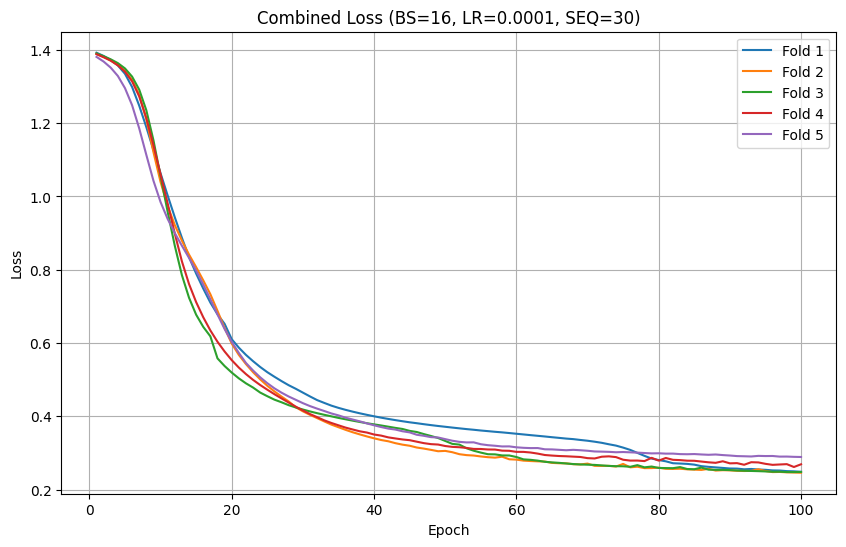 Combined Loss (BS=16, LR=0.0001, SEQ=30)
Fold 1
Fold 2
Fold 3
Fold 4
Fold 5
Loss
1.4
1.2
1.0
0.8
0.6
0.4
0.2
0 20 40 60 80 100
Epoch